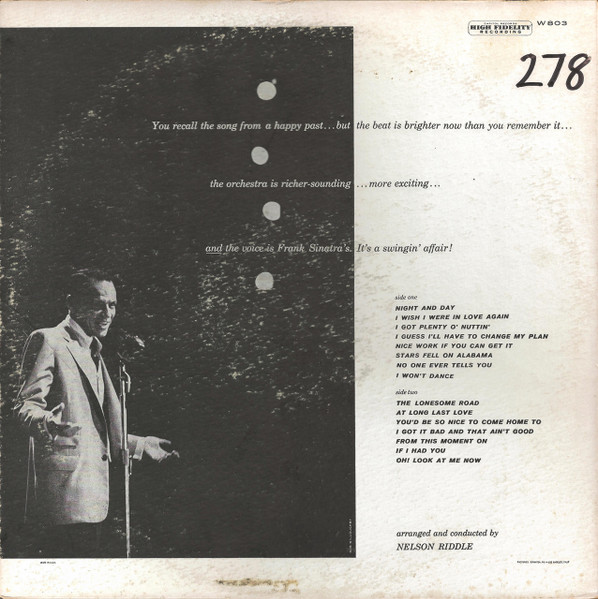 CAPITOL RECORDS
HIGH FIDELITY
RECORDING
W803
278
You recall the song from a happy past...but the beat is brighter now than you remember it...
the orchestra is richer-sounding ...more exciting...
and the voice is Frank Sinatra's. It's a swingin' affair!
side one
NIGHT AND DAY
I WISH I WERE IN LOVE AGAIN
I GOT PLENTY O' NUTTIN'
I GUESS I'LL HAVE TO CHANGE MY PLAN
NICE WORK IF YOU CAN GET IT
STARS FELL ON ALABAMA
NO ONE EVER TELLS YOU
I WON'T DANCE
side two
THE LONESOME ROAD
AT LONG LAST LOVE
YOU'D BE SO NICE TO COME HOME TO
I GOT IT BAD AND THAT AIN'T GOOD
FROM THIS MOMENT ON
IF I HAD YOU
OH! LOOK AT ME NOW
arranged and conducted by
NELSON RIDDLE